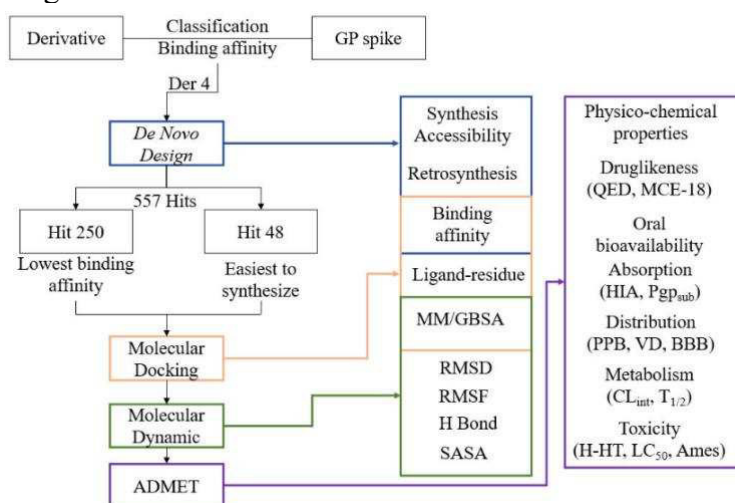 Derivative
Classification
Binding affinity
GP spike
Der 4
De Novo
Design
557 Hits
Hit 250
Hit 48
Lowest binding
affinity
Easiest to
synthesize
Molecular
Docking
Molecular
Dynamic
ADMET
Synthesis
Accessibility
Retrosynthesis
Binding
affinity
Ligand-residue
MM/GBSA
RMSD
RMSF
H Bond
SASA
Physico-chemical
properties
Druglikeness
(QED, MCE-18)
Oral
bioavailability
Absorption
(HIA, Pgpsub)
Distribution
(PPB, VD, BBB)
Metabolism
(CLint, T1/2)
Toxicity
(H-HT, LC50, Ames)